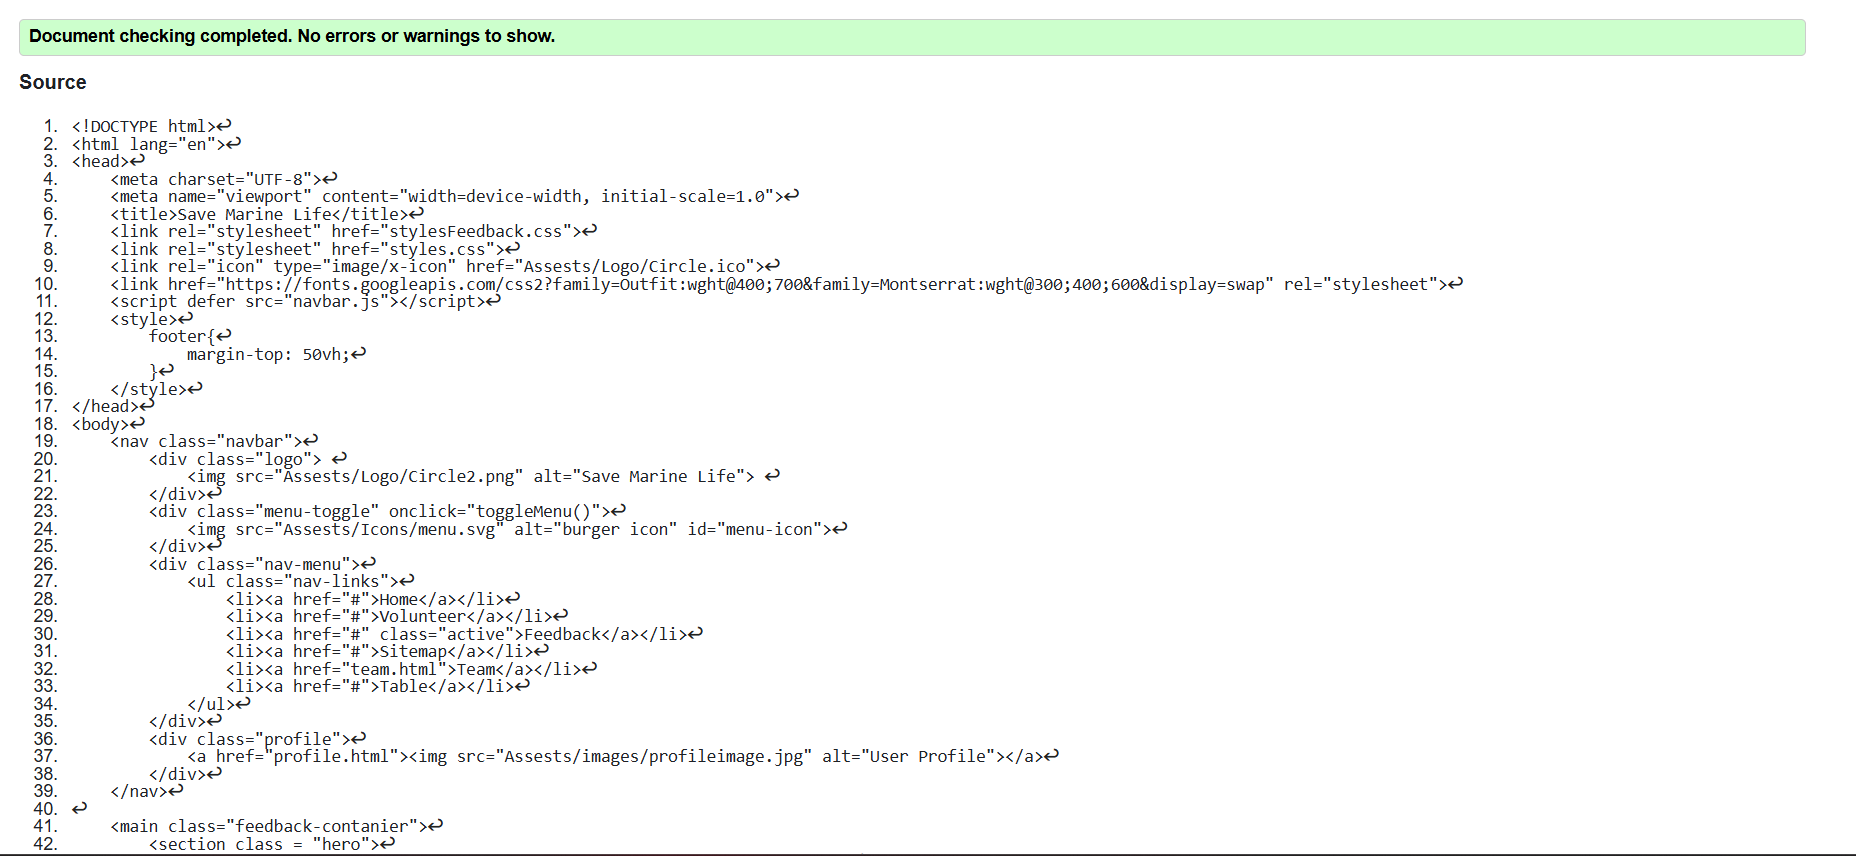 Document checking completed. No errors or warnings to show.
Source
1. <!DOCTYPE html>↩
2. <html lang="en">↩
3. <head>↩
4.     <meta charset="UTF-8">↩
5.     <meta name="viewport" content="width=device-width, initial-scale=1.0">↩
6.     <title>Save Marine Life</title>↩
7.     <link rel="stylesheet" href="stylesFeedback.css">↩
8.     <link rel="stylesheet" href="styles.css">↩
9.     <link rel="icon" type="image/x-icon" href="Assests/Logo/Circle.ico">↩
10.     <link href="https://fonts.googleapis.com/css2?family=Outfit:wght@400;700&family=Montserrat:wght@300;400;600&display=swap" rel="stylesheet">↩
11.     <script defer src="navbar.js"></script>↩
12.     <style>↩
13.         footer{↩
14.             margin-top: 50vh;↩
15.         }↩
16.     </style>↩
17. </head>↩
18. <body>↩
19.     <nav class="navbar">↩
20.         <div class="logo"> ↩
21.             <img src="Assests/Logo/Circle2.png" alt="Save Marine Life"> ↩
22.         </div>↩
23.         <div class="menu-toggle" onclick="toggleMenu()">↩
24.             <img src="Assests/Icons/menu.svg" alt="burger icon" id="menu-icon">↩
25.         </div>↩
26.         <div class="nav-menu">↩
27.             <ul class="nav-links">↩
28.                 <li><a href="#">Home</a></li>↩
29.                 <li><a href="#">Volunteer</a></li>↩
30.                 <li><a href="#" class="active">Feedback</a></li>↩
31.                 <li><a href="#">Sitemap</a></li>↩
32.                 <li><a href="team.html">Team</a></li>↩
33.                 <li><a href="#">Table</a></li>↩
34.             </ul>↩
35.         </div>↩
36.         <div class="profile">↩
37.             <a href="profile.html"><img src="Assests/images/profileimage.jpg" alt="User Profile"></a>↩
38.         </div>↩
39.     </nav>↩
40. ↩
41.     <main class="feedback-contanier">↩
42.         <section class = "hero">↩